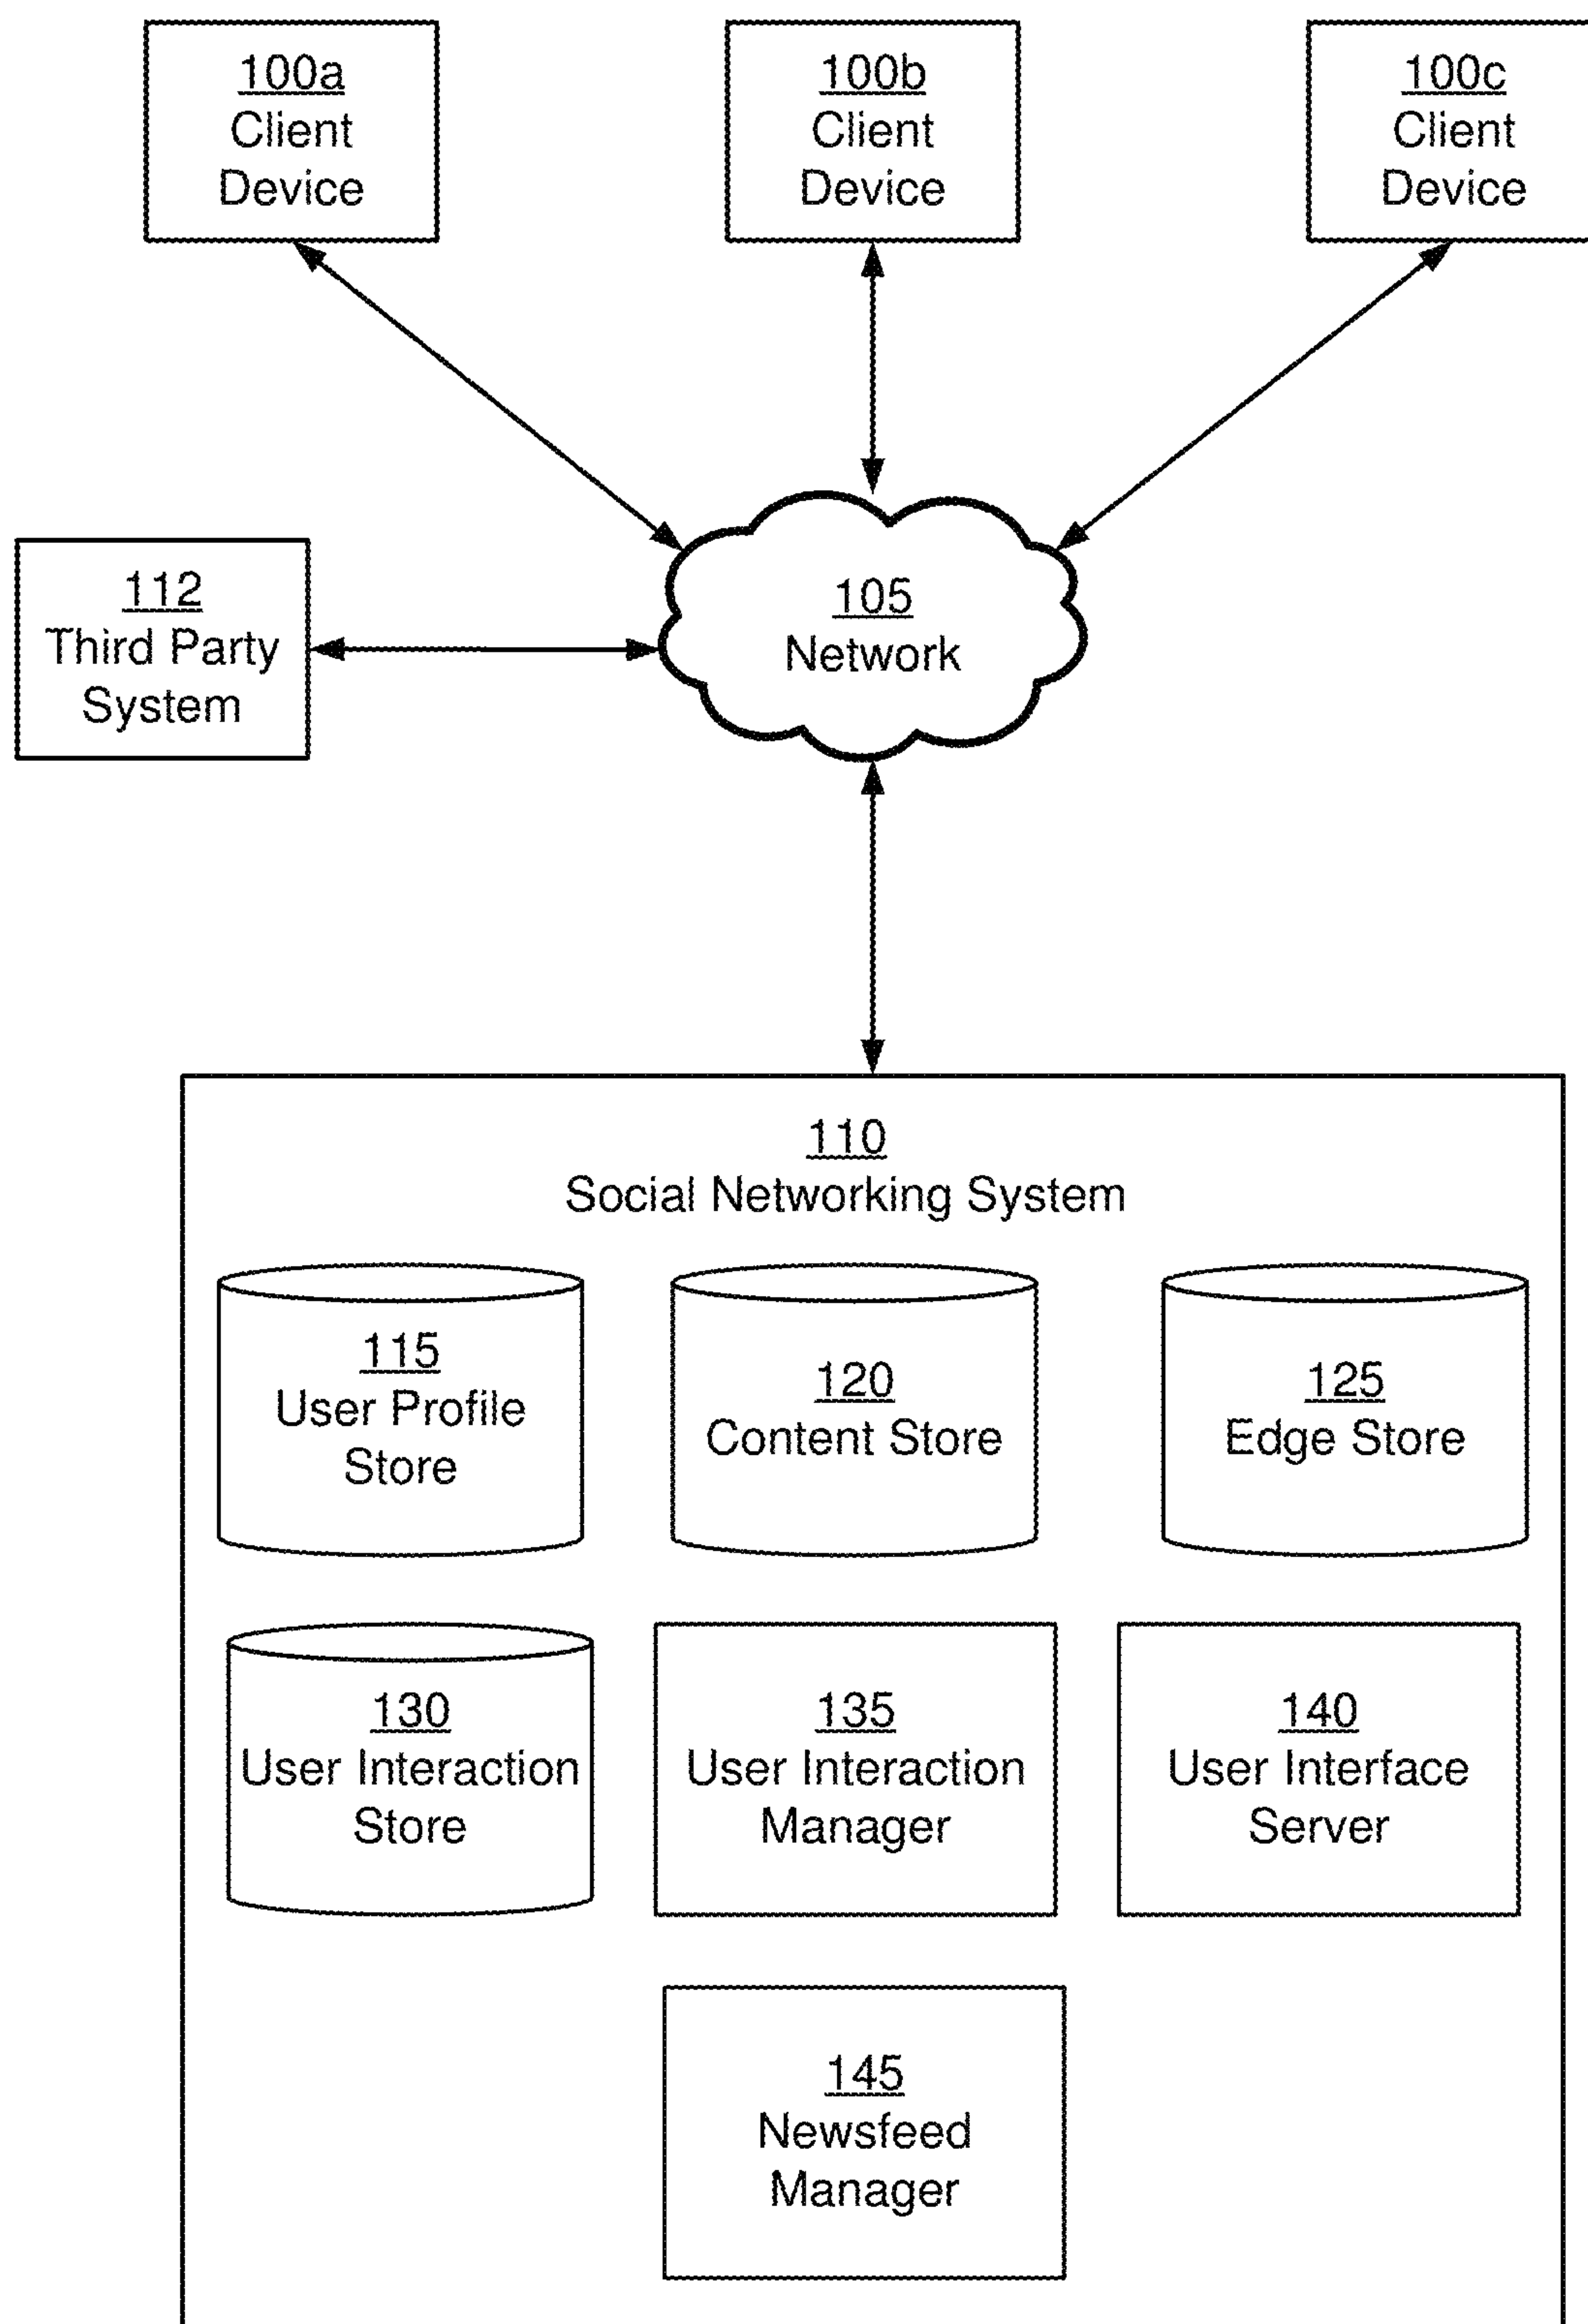 100a
Client
Device
100b
Client
Device
100c
Client
Device
112
Third Party
System
105
Network
110
Social Networking System
115
User Profile
Store
120
Content Store
125
Edge Store
130
User Interaction
Store
135
User Interaction
Manager
140
User Interface
Server
145
Newsfeed
Manager